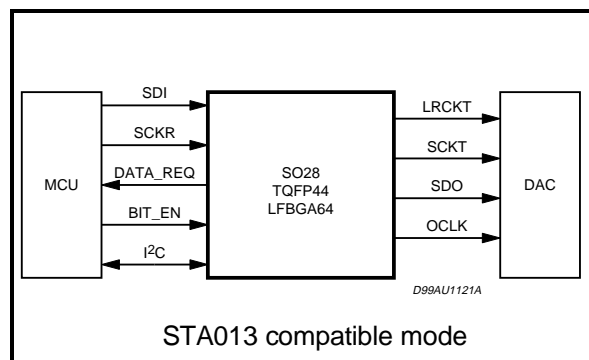 SDI
SCKR
DATA_REQ
BIT_EN
I²C
MCU
SO28
TQFP44
LFBGA64
LRCKT
SCKT
SDO
OCLK
DAC
D99AU1121A
STA013 compatible mode